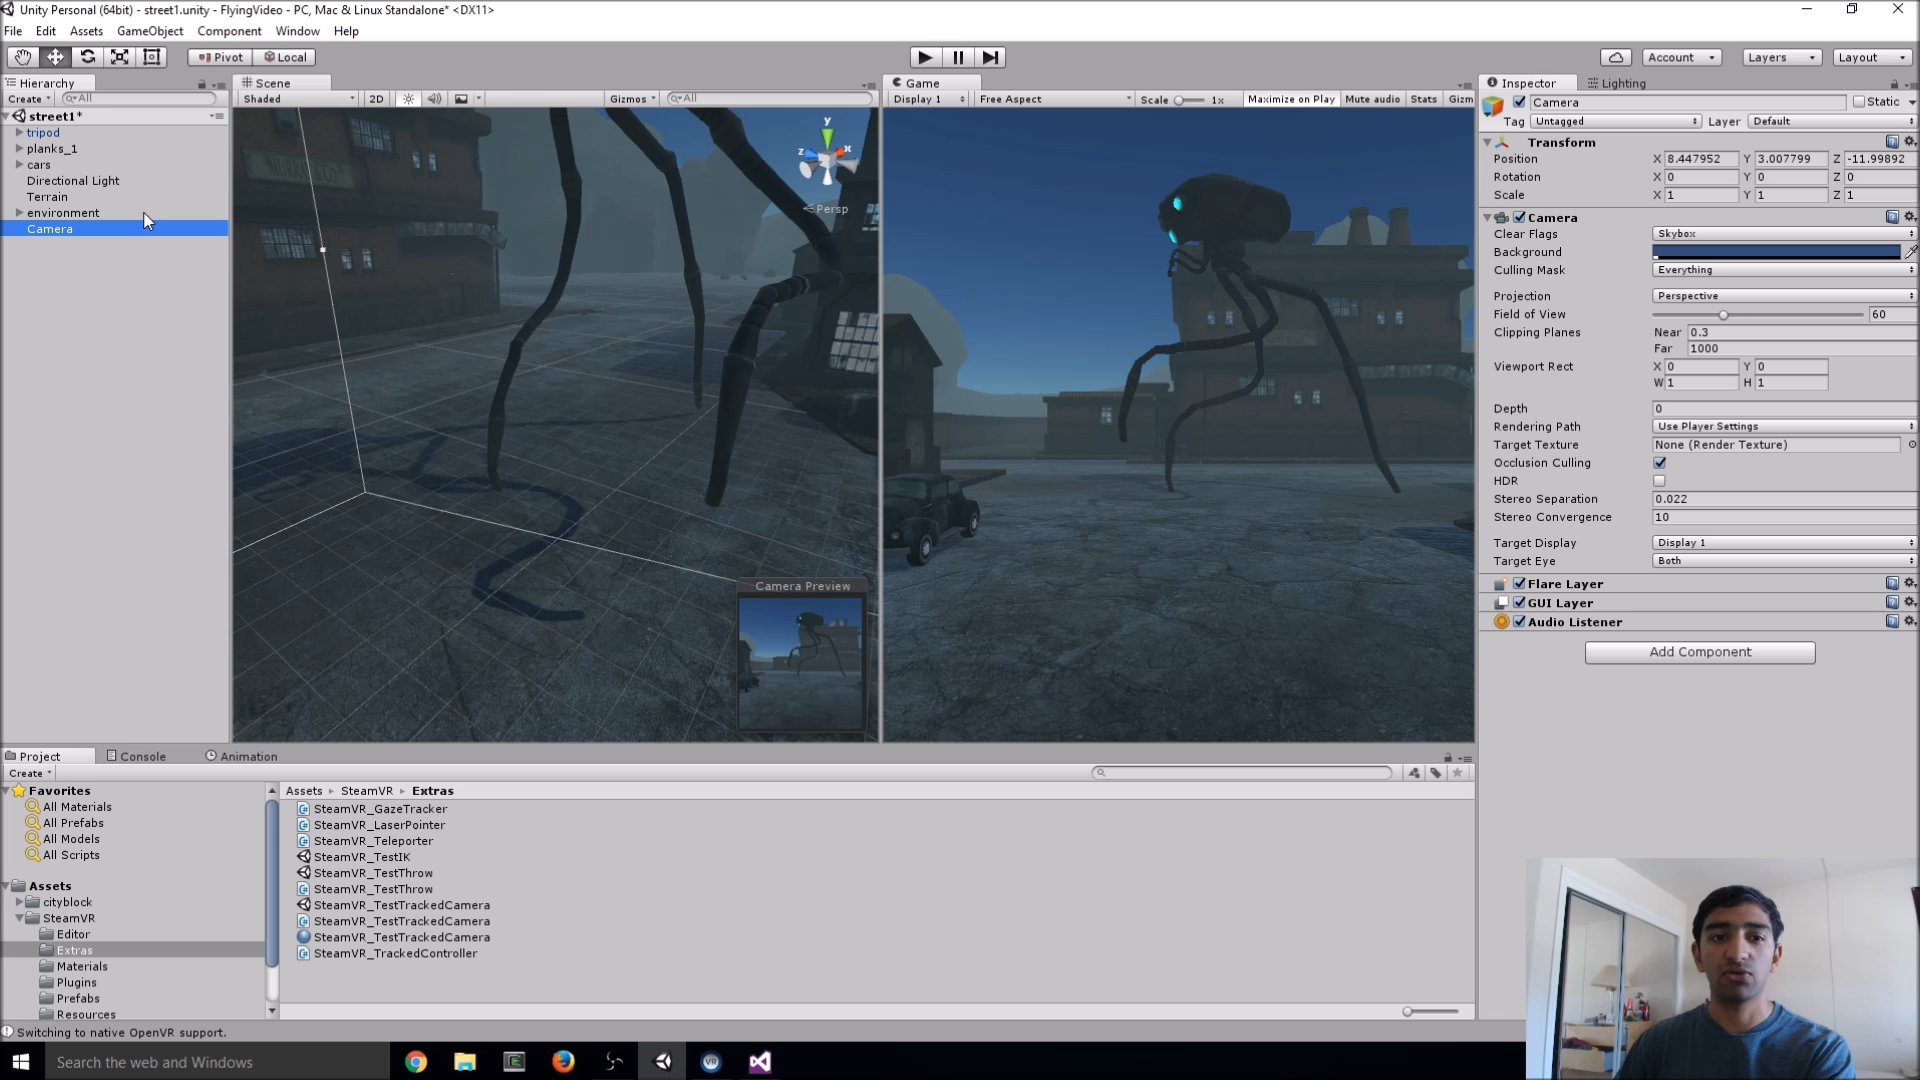 Unity Personal (64bit) - street1.unity - FlyingVideo - PC, Mac & Linux Standalone* <DX11>
File Edit Assets GameObject Component Window Help
Pivot Local
Account Layers Layout
Hierarchy
Create All
street1*
tripod
planks_1
cars
Directional Light
Terrain
environment
Camera
Scene
Shaded 2D Gizmos All
y
z x
Persp
Camera Preview
Game
Display 1 Free Aspect Scale 1x Maximize on Play Mute audio Stats Gizm
Inspector Lighting
Camera Static
Tag Untagged Layer Default
Transform
Position X 8.447952 Y 3.007799 Z -11.99892
Rotation X 0 Y 0 Z 0
Scale X 1 Y 1 Z 1
Camera
Clear Flags Skybox
Background
Culling Mask Everything
Projection Perspective
Field of View 60
Clipping Planes Near 0.3
Far 1000
Viewport Rect X 0 Y 0
W 1 H 1
Depth 0
Rendering Path Use Player Settings
Target Texture None (Render Texture)
Occlusion Culling
HDR
Stereo Separation 0.022
Stereo Convergence 10
Target Display Display 1
Target Eye Both
Flare Layer
GUI Layer
Audio Listener
Add Component
Project Console Animation
Create
Favorites
All Materials
All Prefabs
All Models
All Scripts
Assets
cityblock
SteamVR
Editor
Extras
Materials
Plugins
Prefabs
Resources
Assets SteamVR Extras
SteamVR_GazeTracker
SteamVR_LaserPointer
SteamVR_Teleporter
SteamVR_TestIK
SteamVR_TestThrow
SteamVR_TestThrow
SteamVR_TestTrackedCamera
SteamVR_TestTrackedCamera
SteamVR_TestTrackedCamera
SteamVR_TrackedController
Switching to native OpenVR support.
Search the web and Windows
VR